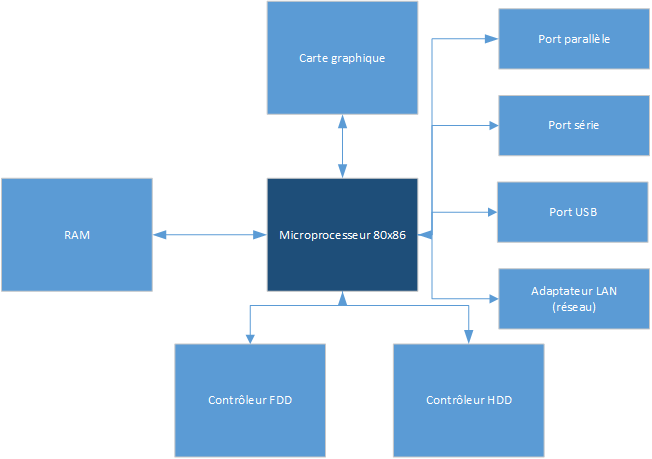 Carte graphique
Port parallèle
Port série
RAM
Microprocesseur 80x86
Port USB
Adaptateur LAN
(réseau)
Contrôleur FDD
Contrôleur HDD